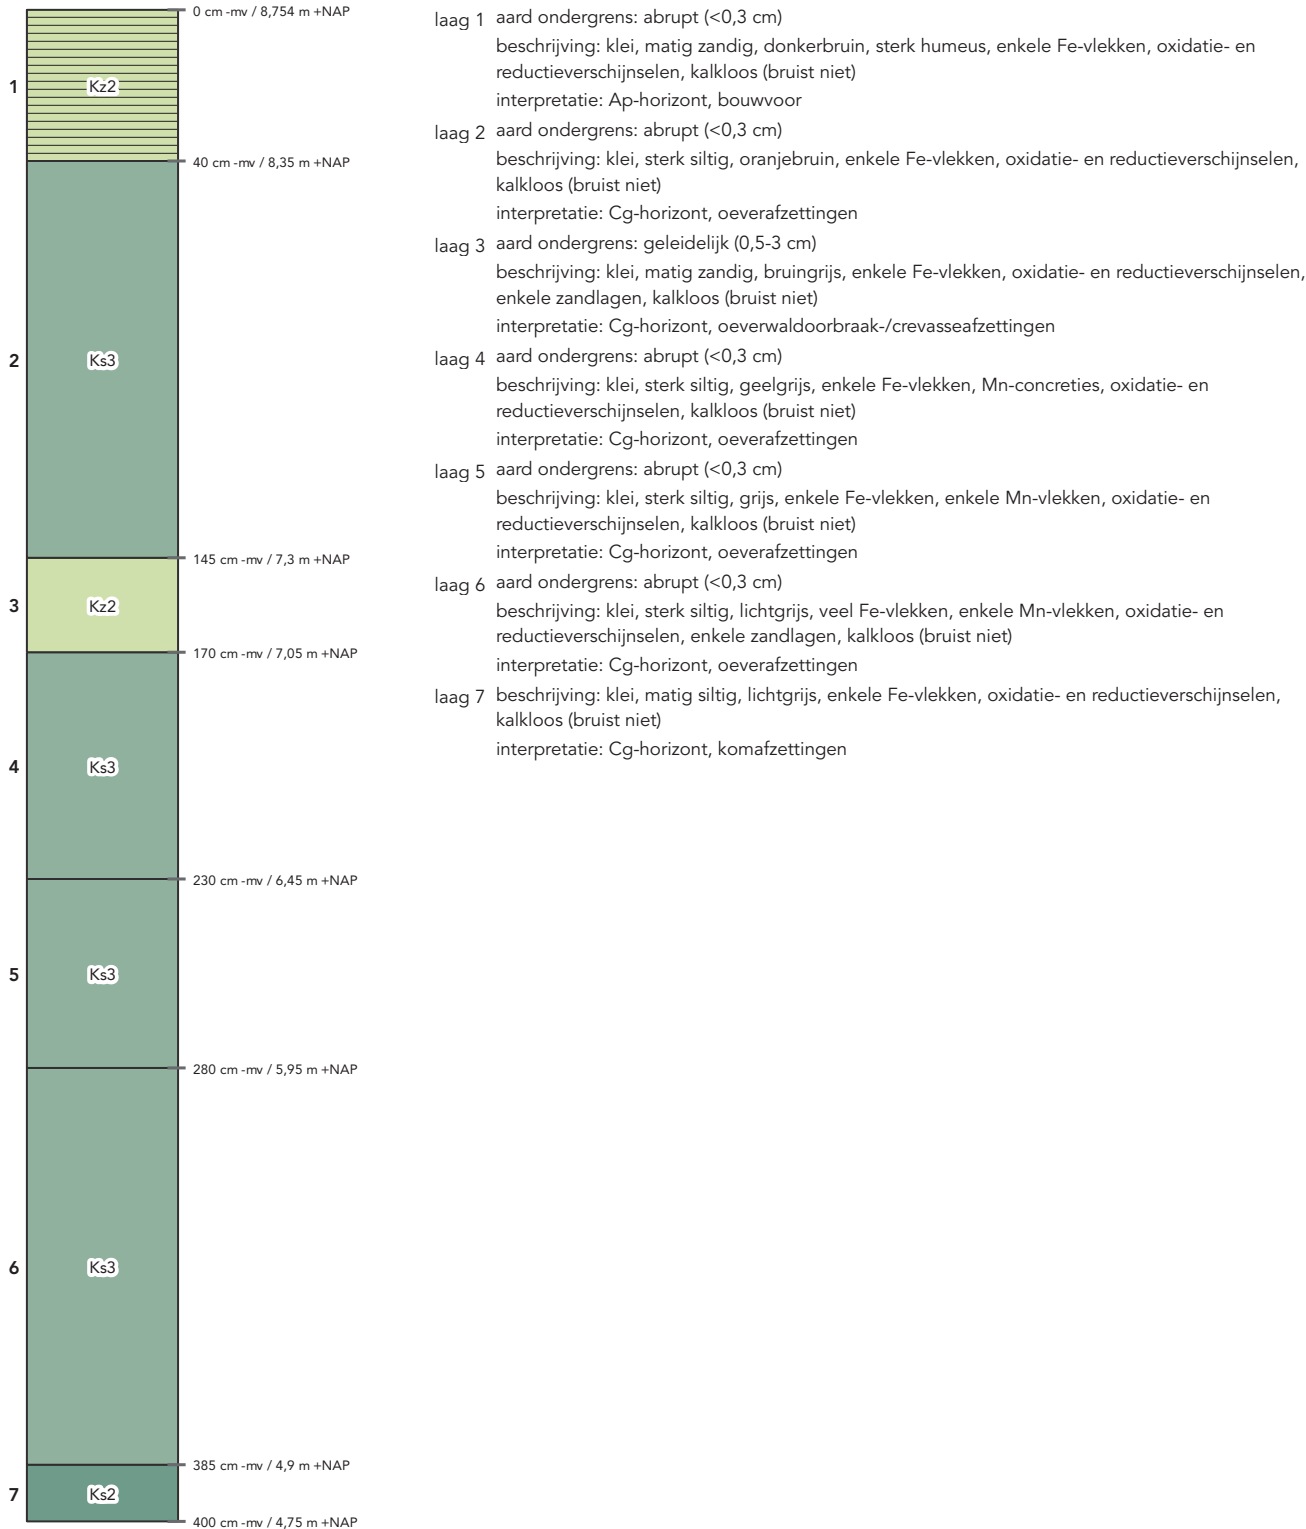 0 cm -mv / 8,754 m +NAP
1
Kz2
40 cm -mv / 8,35 m +NAP
2
Ks3
145 cm -mv / 7,3 m +NAP
3
Kz2
170 cm -mv / 7,05 m +NAP
4
Ks3
230 cm -mv / 6,45 m +NAP
5
Ks3
280 cm -mv / 5,95 m +NAP
6
Ks3
385 cm -mv / 4,9 m +NAP
7
Ks2
400 cm -mv / 4,75 m +NAP
laag 1 aard ondergrens: abrupt (<0,3 cm)
beschrijving: klei, matig zandig, donkerbruin, sterk humeus, enkele Fe-vlekken, oxidatie- en
reductieverschijnselen, kalkloos (bruist niet)
interpretatie: Ap-horizont, bouwvoor
laag 2 aard ondergrens: abrupt (<0,3 cm)
beschrijving: klei, sterk siltig, oranjebruin, enkele Fe-vlekken, oxidatie- en reductieverschijnselen,
kalkloos (bruist niet)
interpretatie: Cg-horizont, oeverafzettingen
laag 3 aard ondergrens: geleidelijk (0,5-3 cm)
beschrijving: klei, matig zandig, bruingrijs, enkele Fe-vlekken, oxidatie- en reductieverschijnselen,
enkele zandlagen, kalkloos (bruist niet)
interpretatie: Cg-horizont, oeverwaldoorbraak-/crevasseafzettingen
laag 4 aard ondergrens: abrupt (<0,3 cm)
beschrijving: klei, sterk siltig, geelgrijs, enkele Fe-vlekken, Mn-concreties, oxidatie- en
reductieverschijnselen, kalkloos (bruist niet)
interpretatie: Cg-horizont, oeverafzettingen
laag 5 aard ondergrens: abrupt (<0,3 cm)
beschrijving: klei, sterk siltig, grijs, enkele Fe-vlekken, enkele Mn-vlekken, oxidatie- en
reductieverschijnselen, kalkloos (bruist niet)
interpretatie: Cg-horizont, oeverafzettingen
laag 6 aard ondergrens: abrupt (<0,3 cm)
beschrijving: klei, sterk siltig, lichtgrijs, veel Fe-vlekken, enkele Mn-vlekken, oxidatie- en
reductieverschijnselen, enkele zandlagen, kalkloos (bruist niet)
interpretatie: Cg-horizont, oeverafzettingen
laag 7 beschrijving: klei, matig siltig, lichtgrijs, enkele Fe-vlekken, oxidatie- en reductieverschijnselen,
kalkloos (bruist niet)
interpretatie: Cg-horizont, komafzettingen